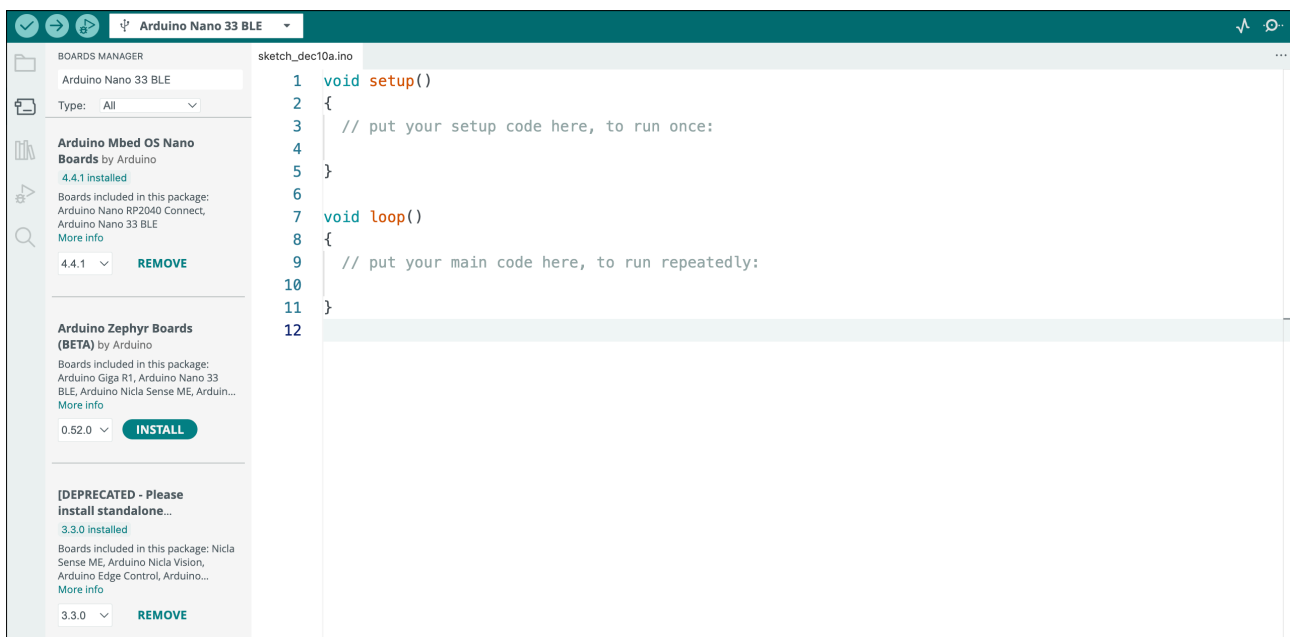 Arduino Nano 33 BLE
BOARDS MANAGER
Arduino Nano 33 BLE
Type: All
Arduino Mbed OS Nano
Boards by Arduino
4.4.1 installed
Boards included in this package:
Arduino Nano RP2040 Connect,
Arduino Nano 33 BLE
More info
4.4.1 REMOVE
Arduino Zephyr Boards
(BETA) by Arduino
Boards included in this package:
Arduino Giga R1, Arduino Nano 33
BLE, Arduino Nicla Sense ME, Arduin...
More info
0.52.0 INSTALL
[DEPRECATED - Please
install standalone...
3.3.0 installed
Boards included in this package: Nicla
Sense ME, Arduino Nicla Vision,
Arduino Edge Control, Arduino...
More info
3.3.0 REMOVE
sketch_dec10a.ino
1 void setup()
2 {
3 // put your setup code here, to run once:
4
5 }
6
7 void loop()
8 {
9 // put your main code here, to run repeatedly:
10
11 }
12